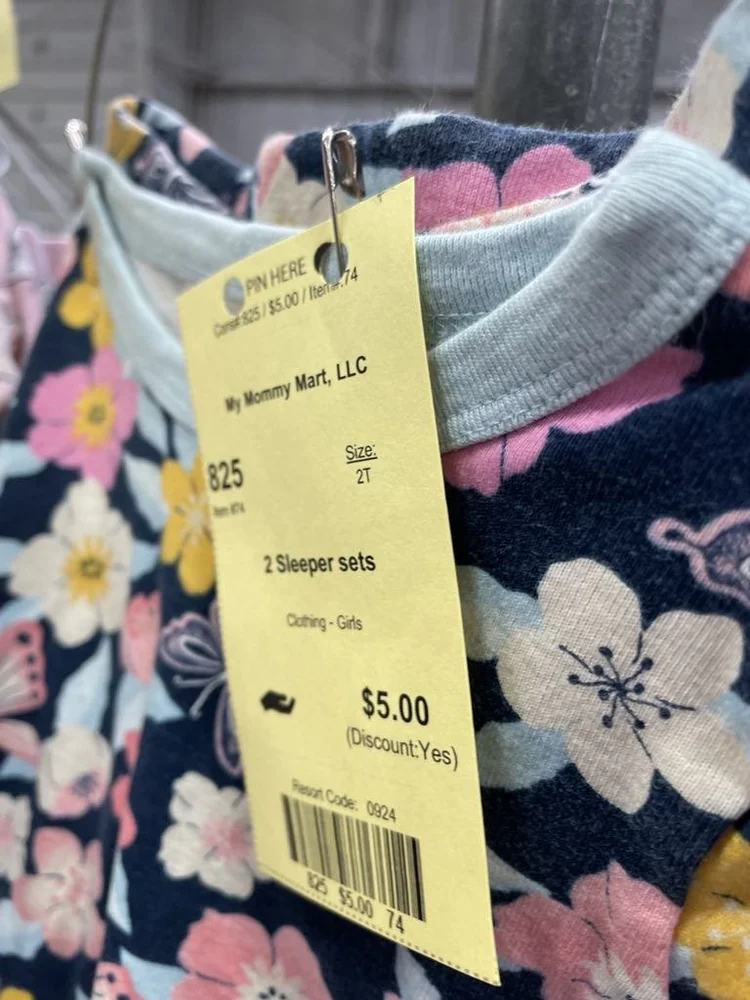 PIN HERE
Cons#:825 / $5.00 / Item#:74
My Mommy Mart, LLC
825
Size:
2T
Item #74
2 Sleeper sets
Clothing - Girls
$5.00
(Discount:Yes)
Resort Code: 0924
825 $5.00 74